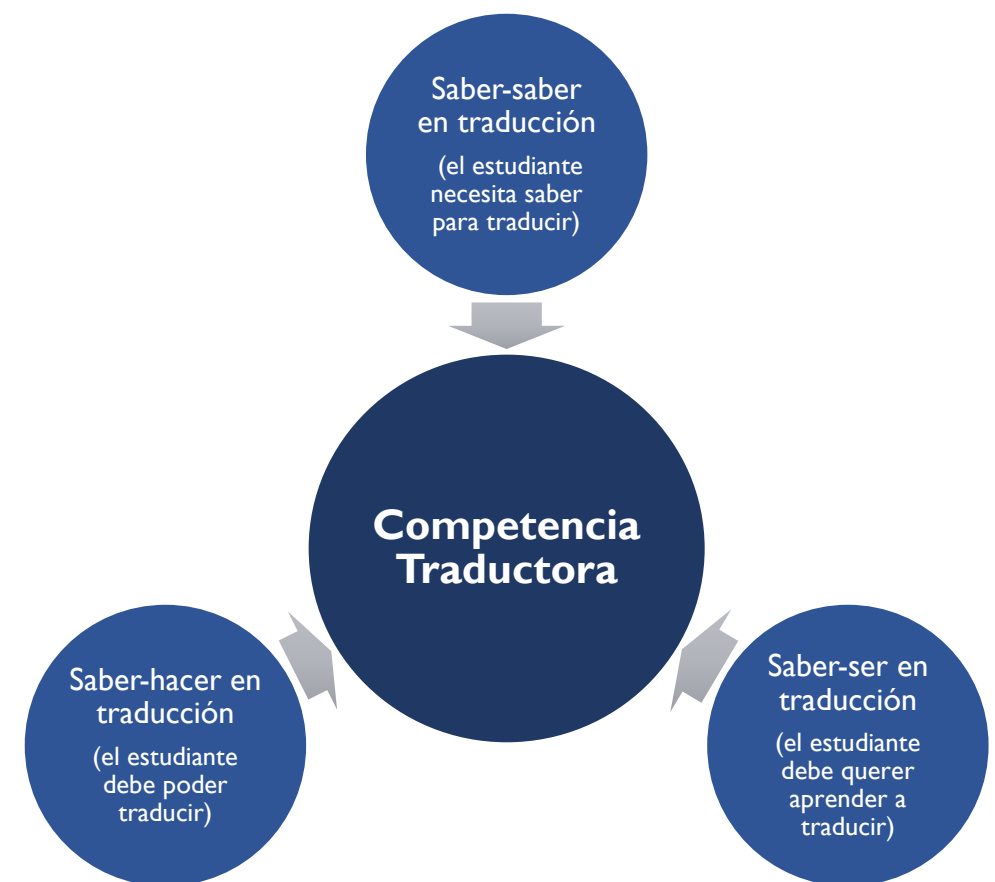 Saber-saber
en traducción
(el estudiante
necesita saber
para traducir)
Competencia
Traductora
Saber-hacer en
traducción
(el estudiante
debe poder
traducir)
Saber-ser en
traducción
(el estudiante
debe querer
aprender a
traducir)